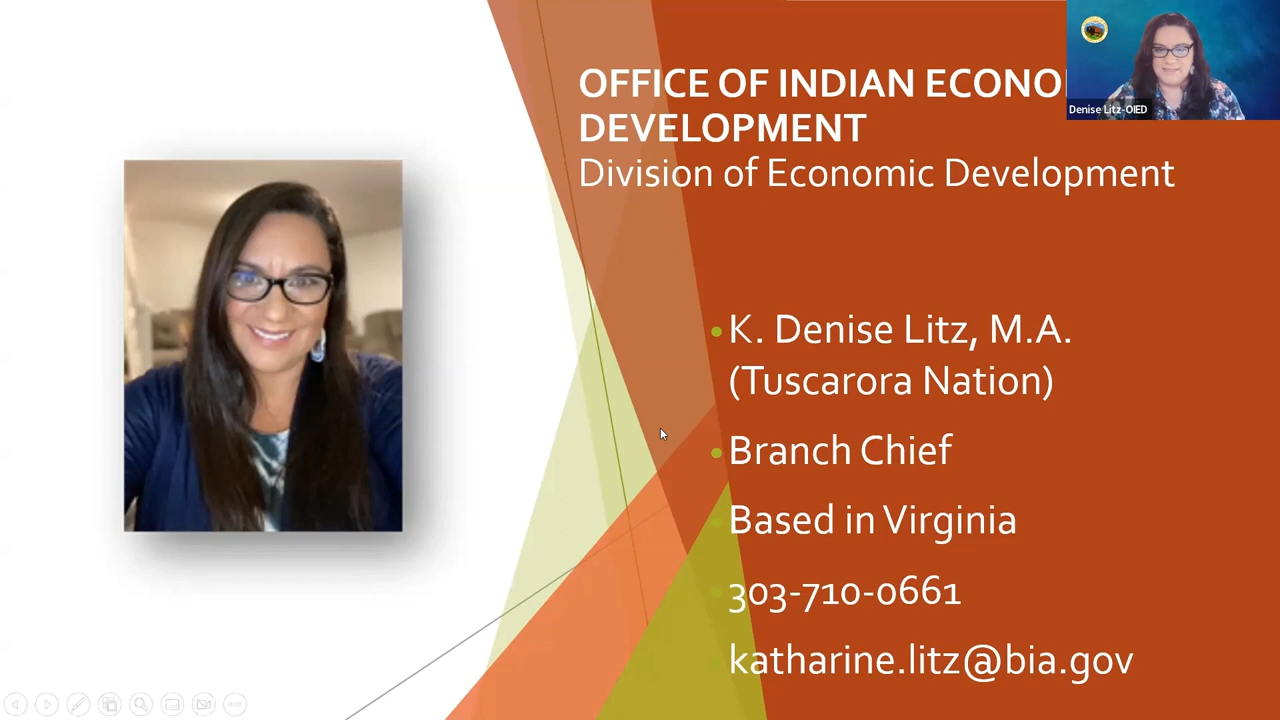 OFFICE OF INDIAN ECONO
DEVELOPMENT
Division of Economic Development
Denise Litz-OIED
K. Denise Litz, M.A.
(Tuscarora Nation)
Branch Chief
Based in Virginia
303-710-0661
katharine.litz@bia.gov